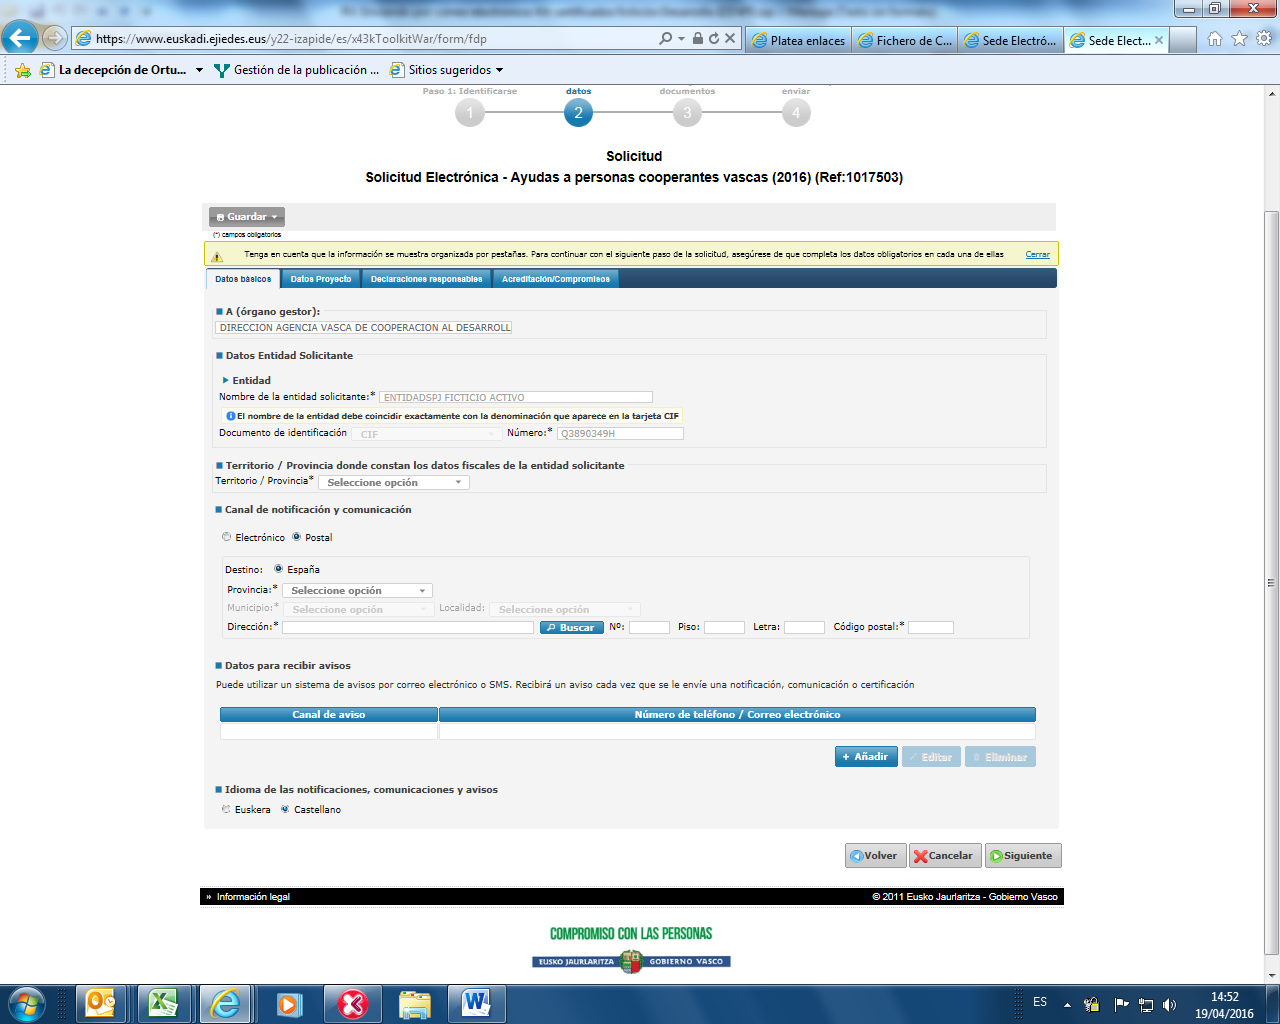 https://www.euskadi.ejiedes.eus/y22-izapide/es/x43kToolkitWar/form/fdp
Platea enlaces
Fichero de C...
Sede Electró...
Sede Elect...
La decepción de Ortu...
Gestión de la publicación ...
Sitios sugeridos
Paso 1: Identificarse
datos
documentos
enviar
1
2
3
4
Solicitud
Solicitud Electrónica - Ayudas a personas cooperantes vascas (2016) (Ref:1017503)
Guardar
(*) campos obligatorios
Tenga en cuenta que la información se muestra organizada por pestañas. Para continuar con el siguiente paso de la solicitud, asegúrese de que completa los datos obligatorios en cada una de ellas
Cerrar
Datos básicos
Datos Proyecto
Declaraciones responsables
Acreditación/Compromisos
A (órgano gestor):
DIRECCION AGENCIA VASCA DE COOPERACION AL DESARROLL
Datos Entidad Solicitante
Entidad
Nombre de la entidad solicitante:* ENTIDADSPJ FICTICIO ACTIVO
El nombre de la entidad debe coincidir exactamente con la denominación que aparece en la tarjeta CIF
Documento de identificación CIF Número:* Q3890349H
Territorio / Provincia donde constan los datos fiscales de la entidad solicitante
Territorio / Provincia* Seleccione opción
Canal de notificación y comunicación
Electrónico Postal
Destino: España
Provincia:* Seleccione opción
Municipio:* Seleccione opción Localidad: Seleccione opción
Dirección:* Buscar Nº: Piso: Letra: Código postal:*
Datos para recibir avisos
Puede utilizar un sistema de avisos por correo electrónico o SMS. Recibirá un aviso cada vez que se le envíe una notificación, comunicación o certificación
Canal de aviso
Número de teléfono / Correo electrónico
+ Añadir
Editar
Eliminar
Idioma de las notificaciones, comunicaciones y avisos
Euskera Castellano
Volver
Cancelar
Siguiente
» Información legal
© 2011 Eusko Jaurlaritza - Gobierno Vasco
COMPROMISO CON LAS PERSONAS
EUSKO JAURLARITZA GOBIERNO VASCO
ES
14:52
19/04/2016